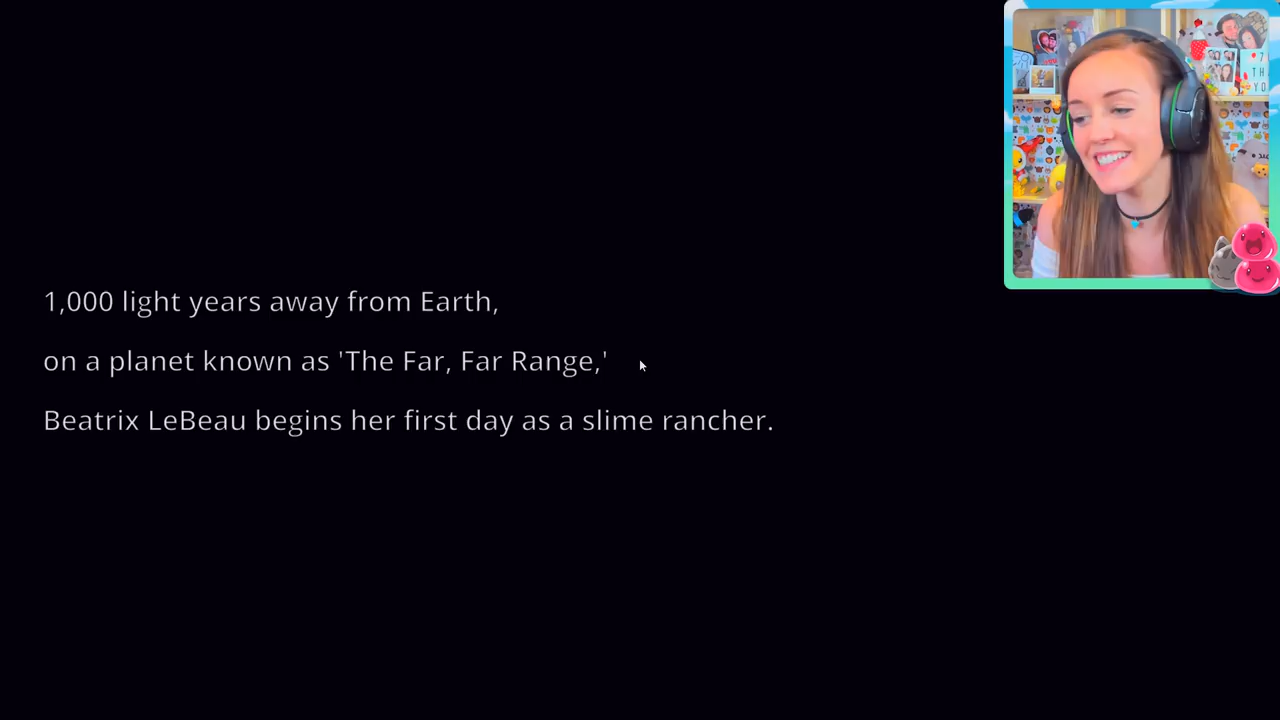 1,000 light years away from Earth,
on a planet known as 'The Far, Far Range,'
Beatrix LeBeau begins her first day as a slime rancher.
7
T H
Y O